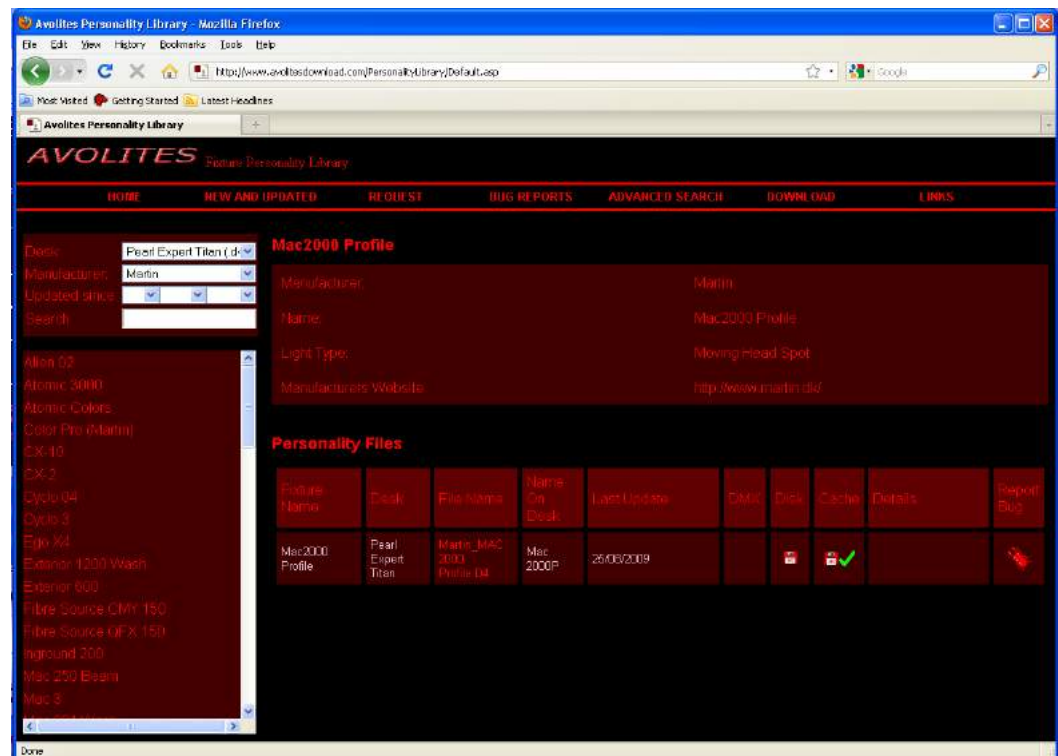 Avolites Personality Library - Mozilla Firefox
File Edit View History Bookmarks Tools Help
http://www.avolitesdownload.com/PersonalityLibrary/Default.asp
Google
Most Visited Getting Started Latest Headlines
Avolites Personality Library
AVOLITES Fixture Personality Library
HOME NEW AND UPDATED REQUEST BUG REPORTS ADVANCED SEARCH DOWNLOAD LINKS
Desk: Pearl Expert Titan ( d4
Manufacturer: Martin
Updated since
Search
Alien 02
Atomic 3000
Atomic Colors
Color Pro (Martin)
CX-10
CX-2
Cyclo 04
Cyclo 3
Ego X4
Exterior 1200 Wash
Exterior 600
Fibre Source CMY 150
Fibre Source QFX 150
Inground 200
Mac 250 Beam
Mac 3
Mac2000 Profile
Manufacturer: Martin
Name: Mac2000 Profile
Light Type: Moving Head Spot
Manufacturers Website http://www.martin.dk/
Personality Files
Fixture Name Desk File Name Name On Desk Last Update DMX Disk Cache Details Report Bug
Mac2000 Profile Pearl Expert Titan Martin_MAC 2000 Profile.D4 Mac 2000P 26/08/2009
Done